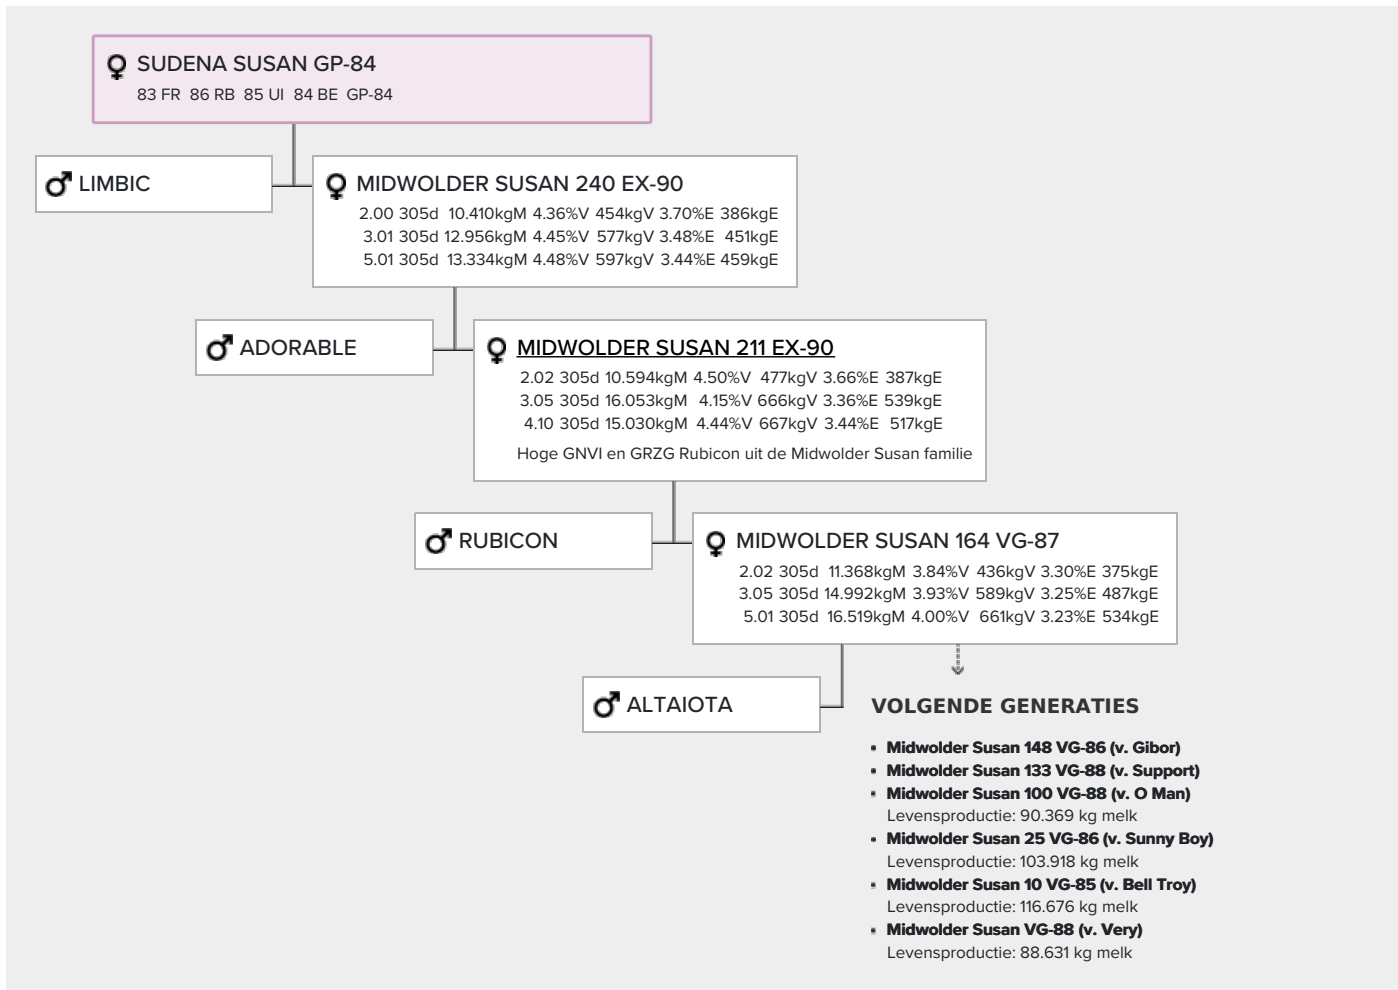 SUDENA SUSAN GP-84
83 FR 86 RB 85 UI 84 BE GP-84
LIMBIC
MIDWOLDER SUSAN 240 EX-90
2.00 305d 10.410kgM 4.36%V 454kgV 3.70%E 386kgE
3.01 305d 12.956kgM 4.45%V 577kgV 3.48%E 451kgE
5.01 305d 13.334kgM 4.48%V 597kgV 3.44%E 459kgE
ADORABLE
MIDWOLDER SUSAN 211 EX-90
2.02 305d 10.594kgM 4.50%V 477kgV 3.66%E 387kgE
3.05 305d 16.053kgM 4.15%V 666kgV 3.36%E 539kgE
4.10 305d 15.030kgM 4.44%V 667kgV 3.44%E 517kgE
Hoge GNVI en GRZG Rubicon uit de Midwolder Susan familie
RUBICON
MIDWOLDER SUSAN 164 VG-87
2.02 305d 11.368kgM 3.84%V 436kgV 3.30%E 375kgE
3.05 305d 14.992kgM 3.93%V 589kgV 3.25%E 487kgE
5.01 305d 16.519kgM 4.00%V 661kgV 3.23%E 534kgE
ALTAIOTA
VOLGENDE GENERATIES
▪ Midwolder Susan 148 VG-86 (v. Gibor)
▪ Midwolder Susan 133 VG-88 (v. Support)
▪ Midwolder Susan 100 VG-88 (v. O Man)
Levensproductie: 90.369 kg melk
▪ Midwolder Susan 25 VG-86 (v. Sunny Boy)
Levensproductie: 103.918 kg melk
▪ Midwolder Susan 10 VG-85 (v. Bell Troy)
Levensproductie: 116.676 kg melk
▪ Midwolder Susan VG-88 (v. Very)
Levensproductie: 88.631 kg melk